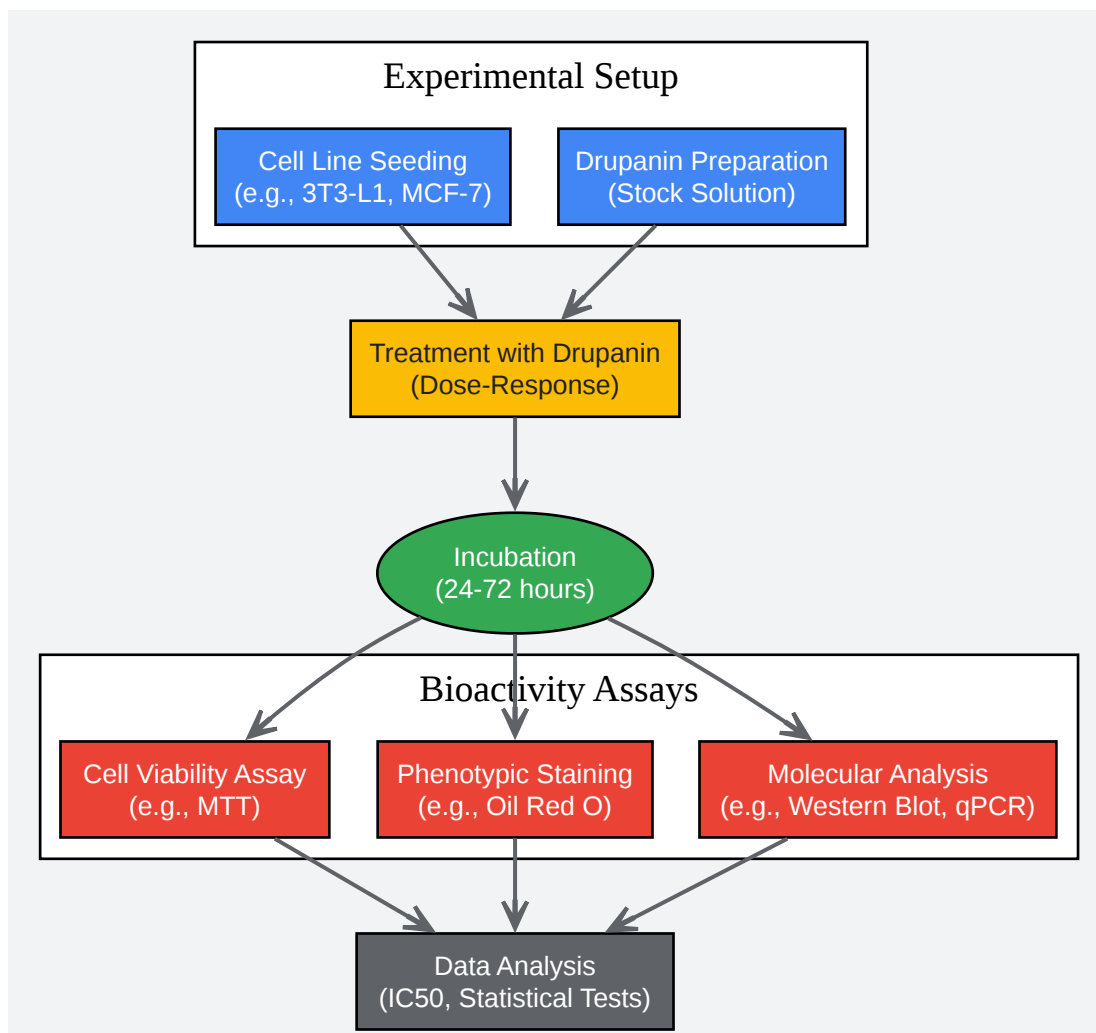 Experimental Setup
Cell Line Seeding
(e.g., 3T3-L1, MCF-7)
Drupanin Preparation
(Stock Solution)
Treatment with Drupanin
(Dose-Response)
Incubation
(24-72 hours)
Bioactivity Assays
Cell Viability Assay
(e.g., MTT)
Phenotypic Staining
(e.g., Oil Red O)
Molecular Analysis
(e.g., Western Blot, qPCR)
Data Analysis
(IC50, Statistical Tests)